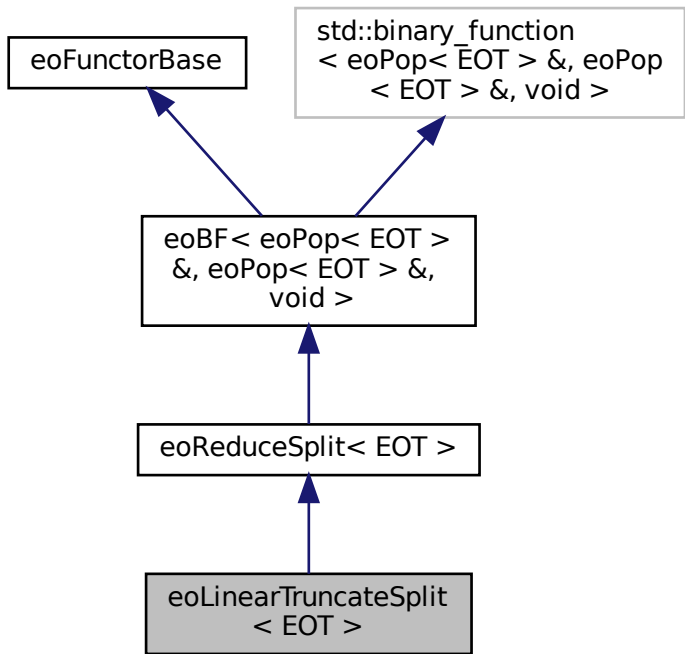 eoFunctorBase
std::binary_function
< eoPop< EOT > &, eoPop
< EOT > &, void >
eoBF< eoPop< EOT >
&, eoPop< EOT > &,
void >
eoReduceSplit< EOT >
eoLinearTruncateSplit
< EOT >